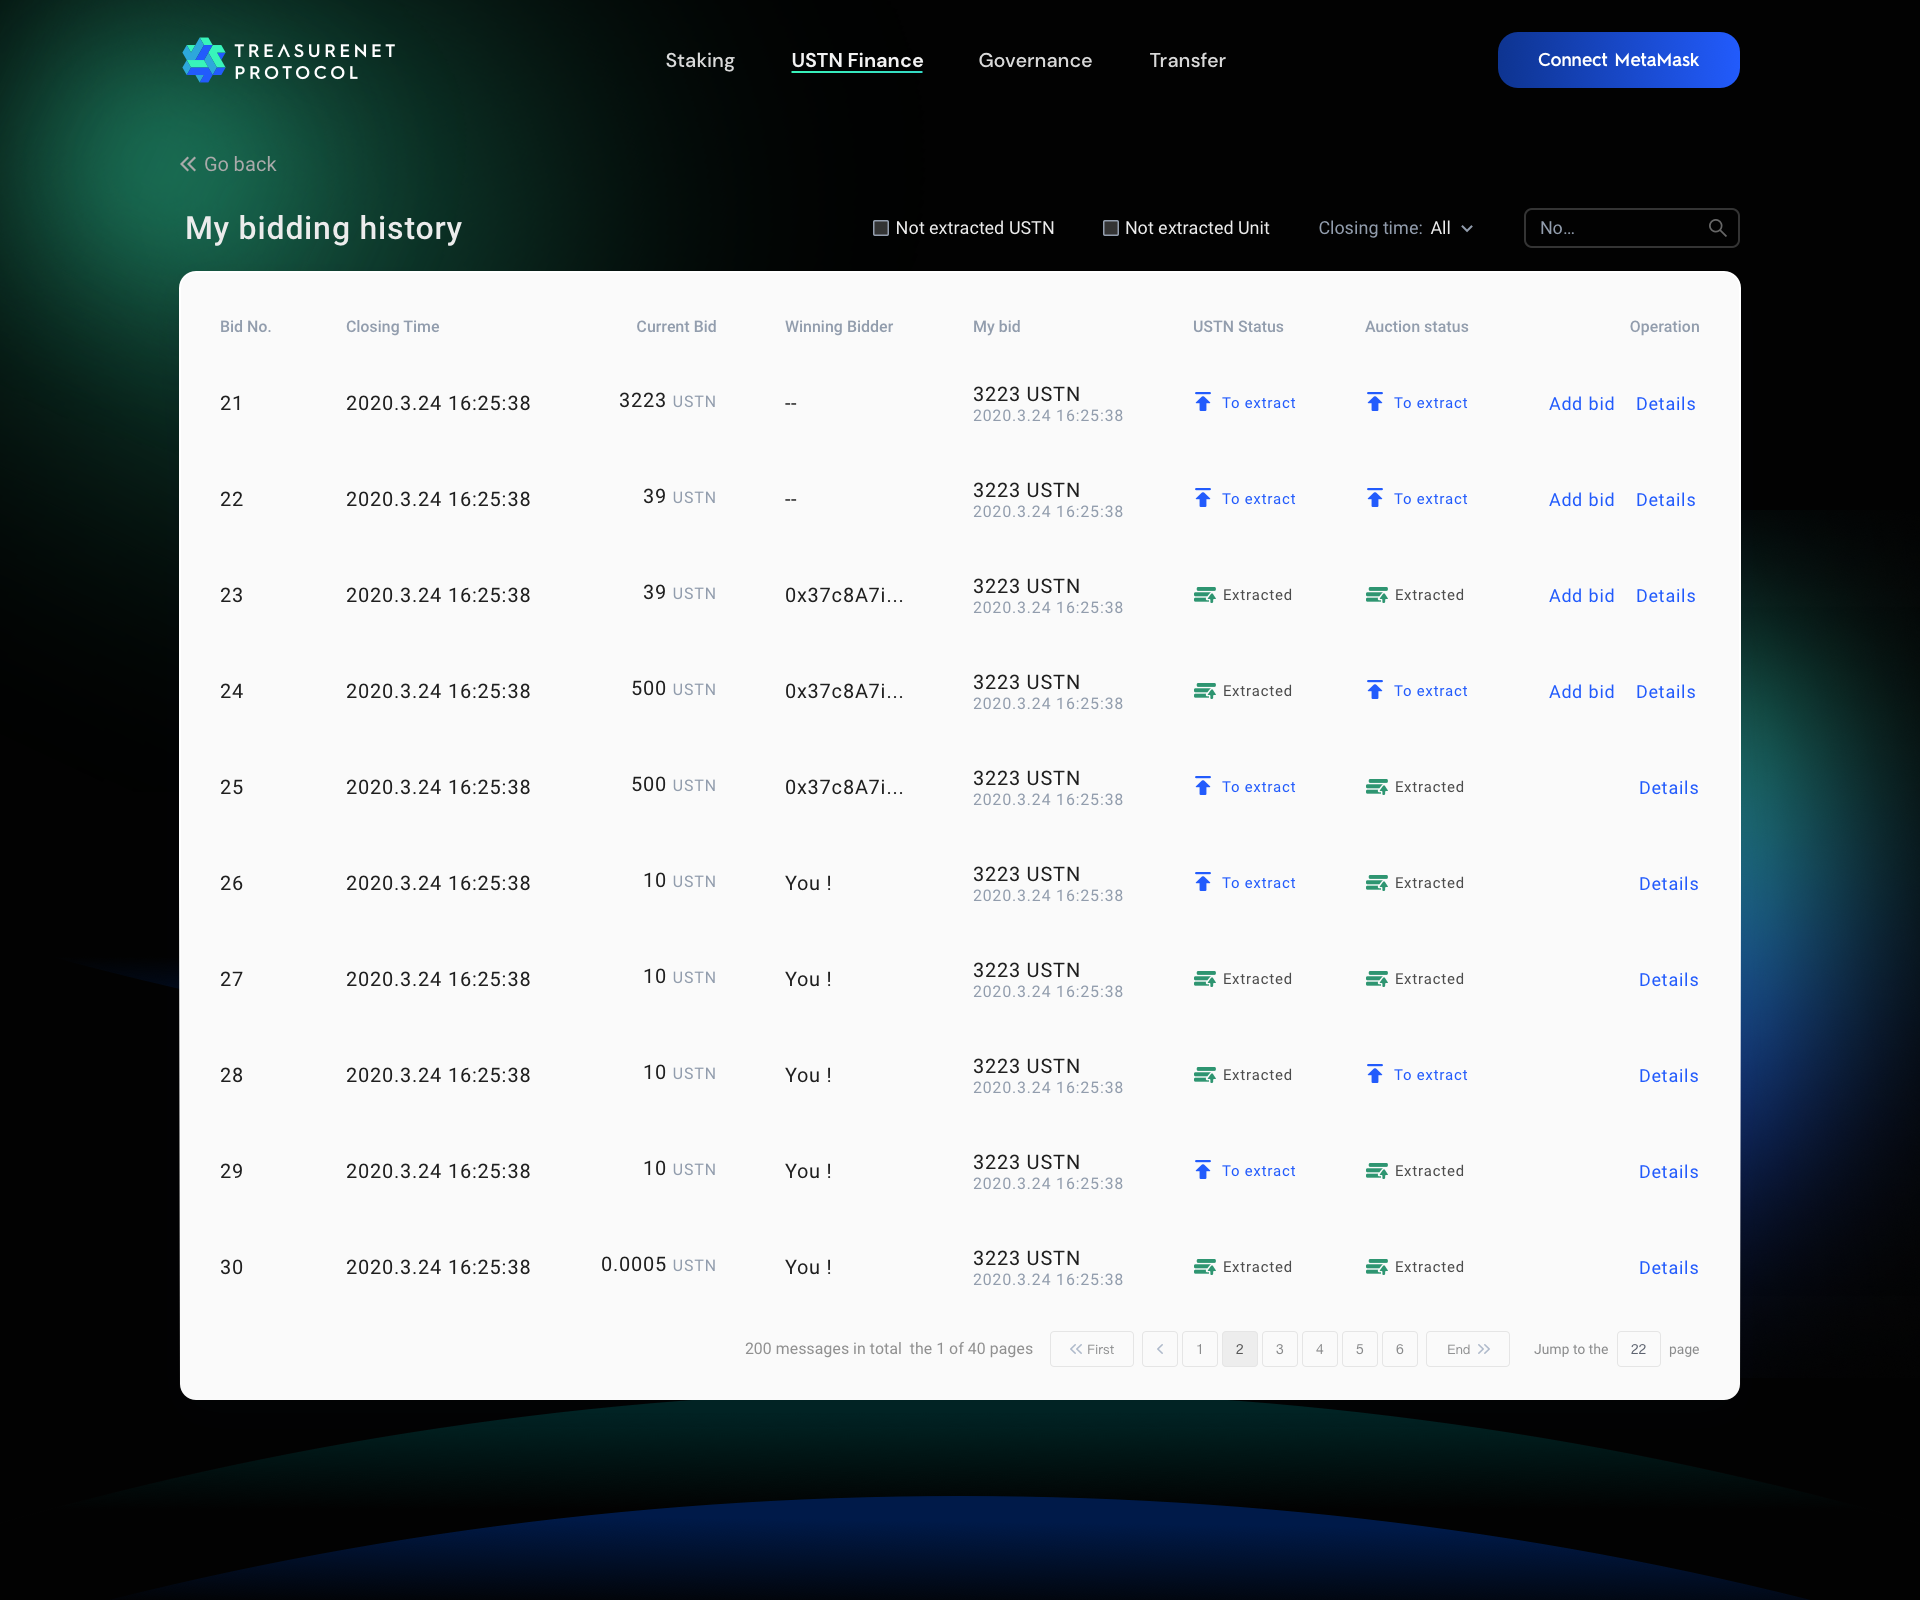 TREASURENET
PROTOCOL
Staking USTN Finance Governance Transfer
Connect MetaMask
Go back
My bidding history
Not extracted USTN Not extracted Unit Closing time: All No...
Bid No. Closing Time Current Bid Winning Bidder My bid USTN Status Auction status Operation
21 2020.3.24 16:25:38 3223 USTN -- 3223 USTN To extract To extract Add bid Details
2020.3.24 16:25:38
22 2020.3.24 16:25:38 39 USTN -- 3223 USTN To extract To extract Add bid Details
2020.3.24 16:25:38
23 2020.3.24 16:25:38 39 USTN 0x37c8A7i... 3223 USTN Extracted Extracted Add bid Details
2020.3.24 16:25:38
24 2020.3.24 16:25:38 500 USTN 0x37c8A7i... 3223 USTN Extracted To extract Add bid Details
2020.3.24 16:25:38
25 2020.3.24 16:25:38 500 USTN 0x37c8A7i... 3223 USTN To extract Extracted Details
2020.3.24 16:25:38
26 2020.3.24 16:25:38 10 USTN You ! 3223 USTN To extract Extracted Details
2020.3.24 16:25:38
27 2020.3.24 16:25:38 10 USTN You ! 3223 USTN Extracted Extracted Details
2020.3.24 16:25:38
28 2020.3.24 16:25:38 10 USTN You ! 3223 USTN Extracted To extract Details
2020.3.24 16:25:38
29 2020.3.24 16:25:38 10 USTN You ! 3223 USTN To extract Extracted Details
2020.3.24 16:25:38
30 2020.3.24 16:25:38 0.0005 USTN You ! 3223 USTN Extracted Extracted Details
2020.3.24 16:25:38
200 messages in total the 1 of 40 pages First 1 2 3 4 5 6 End Jump to the 22 page